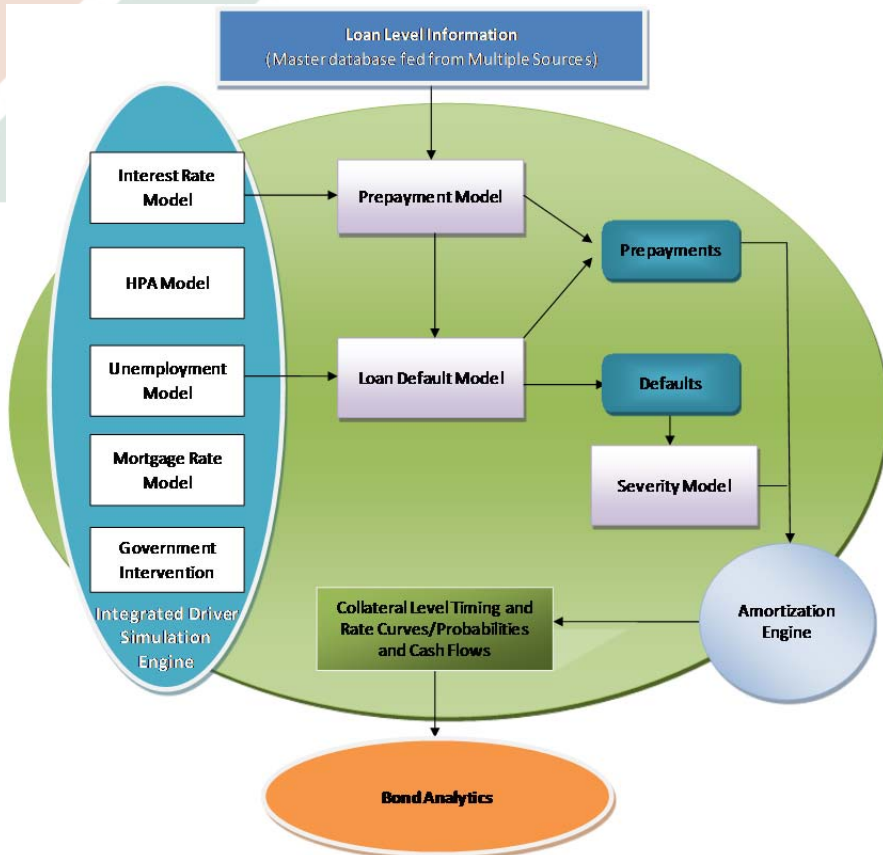 Loan Level Information
(Master database fed from Multiple Sources)
Interest Rate
Model
Prepayment Model
Prepayments
HPA Model
Unemployment
Model
Loan Default Model
Defaults
Mortgage Rate
Model
Severity Model
Government
Intervention
Integrated Driver
Simulation
Engine
Collateral Level Timing and
Rate Curves/Probabilities
and Cash Flows
Amortization
Engine
Bond Analytics